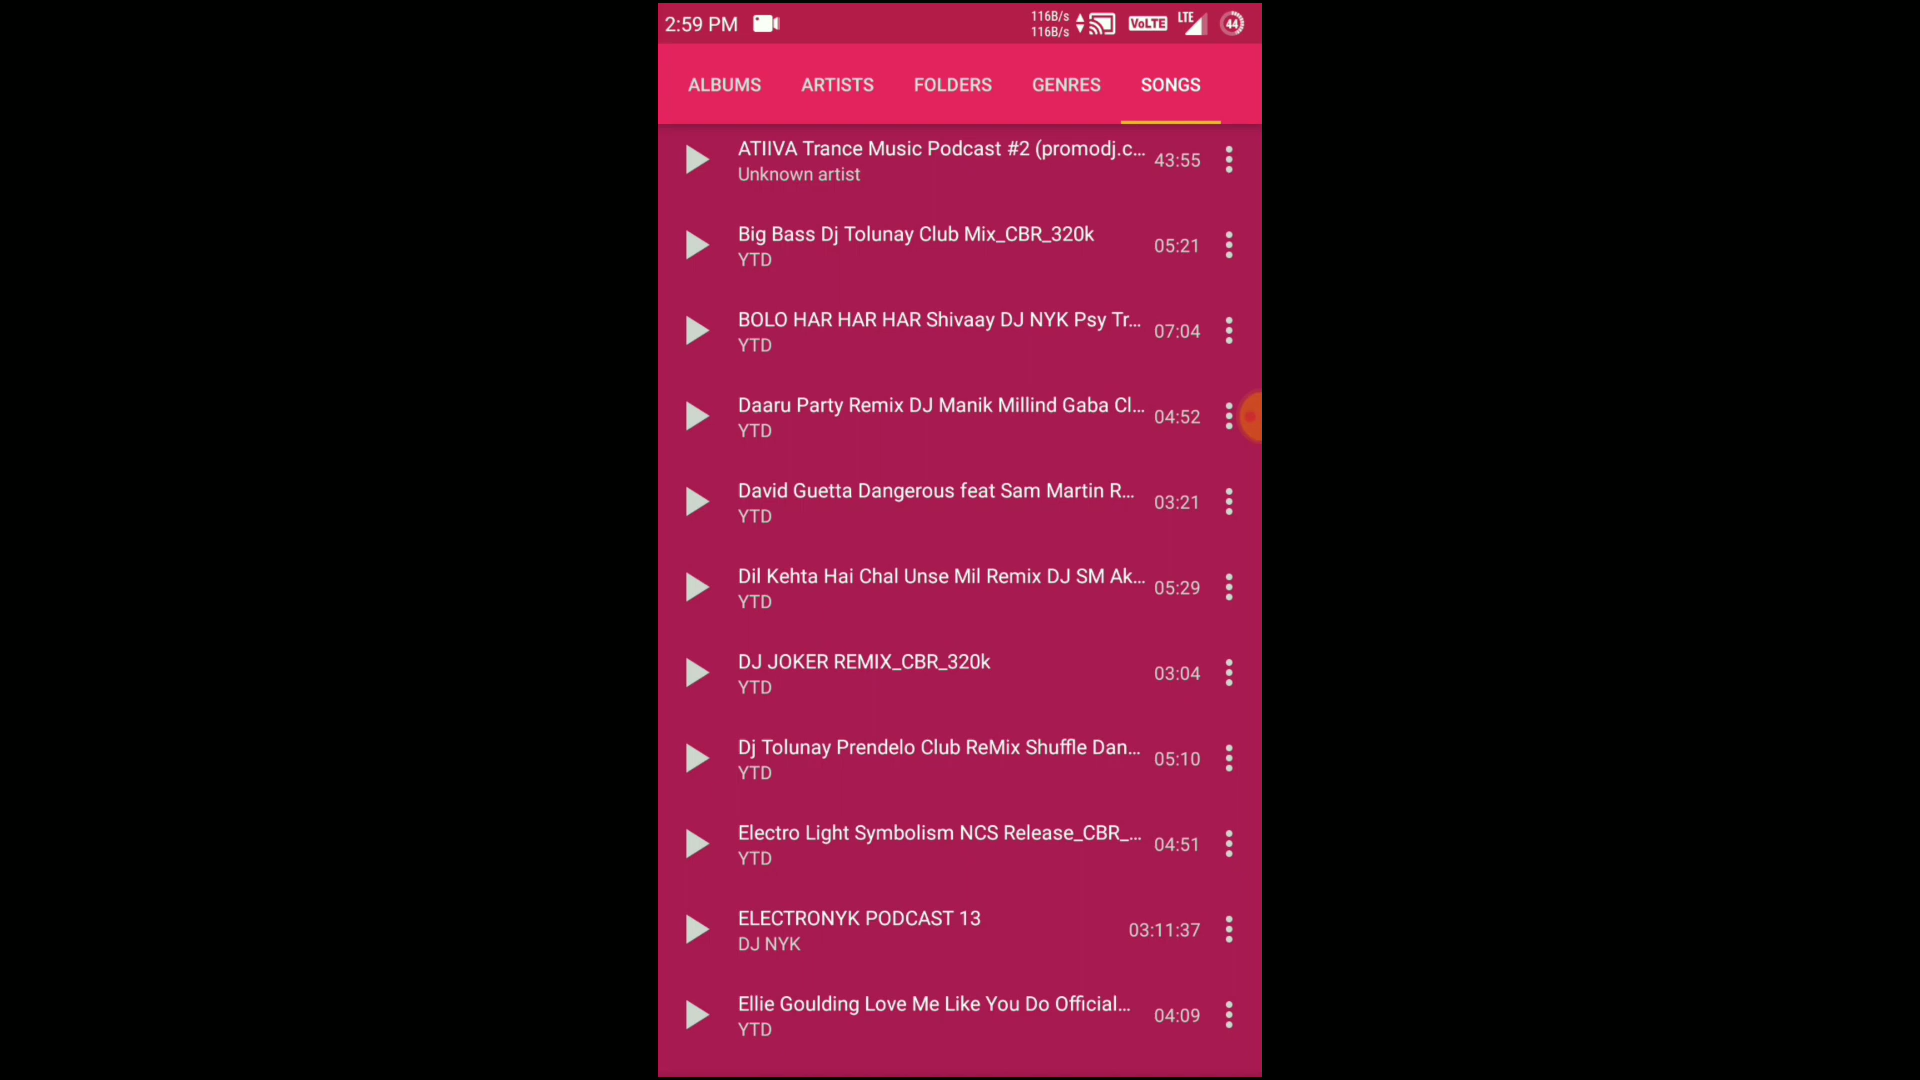 2:59 PM 116B/s VoLTE LTE 44
116B/s
ALBUMS ARTISTS FOLDERS GENRES SONGS
ATIIVA Trance Music Podcast #2 (promodj.c... 43:55
Unknown artist
Big Bass Dj Tolunay Club Mix_CBR_320k 05:21
YTD
BOLO HAR HAR HAR Shivaay DJ NYK Psy Tr... 07:04
YTD
Daaru Party Remix DJ Manik Millind Gaba Cl... 04:52
YTD
David Guetta Dangerous feat Sam Martin R... 03:21
YTD
Dil Kehta Hai Chal Unse Mil Remix DJ SM Ak... 05:29
YTD
DJ JOKER REMIX_CBR_320k 03:04
YTD
Dj Tolunay Prendelo Club ReMix Shuffle Dan... 05:10
YTD
Electro Light Symbolism NCS Release_CBR_... 04:51
YTD
ELECTRONYK PODCAST 13 03:11:37
DJ NYK
Ellie Goulding Love Me Like You Do Official... 04:09
YTD